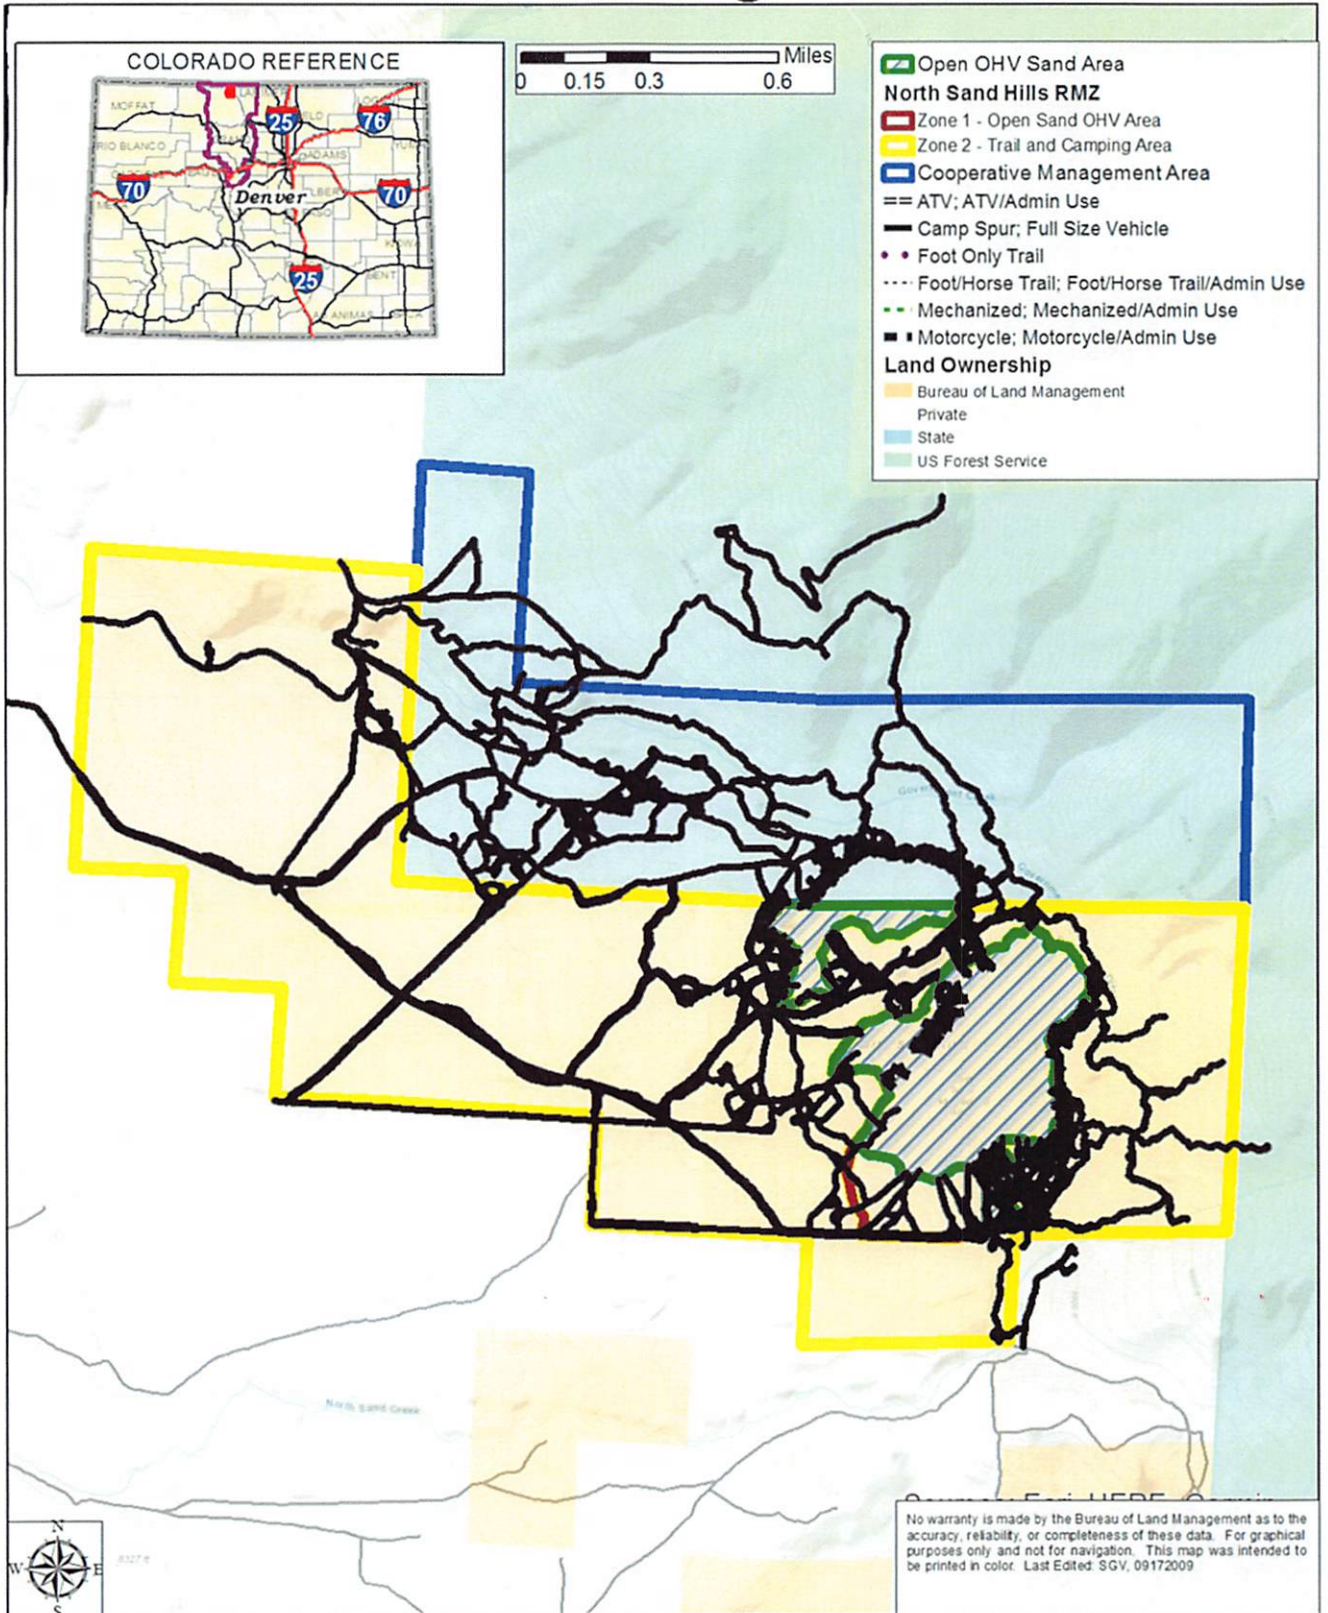 COLORADO REFERENCE
MOFFAT
RIO BLANCO
25
76
ADAMS
70
Denver
70
25
Miles
0 0.15 0.3 0.6
Open OHV Sand Area
North Sand Hills RMZ
Zone 1 - Open Sand OHV Area
Zone 2 - Trail and Camping Area
Cooperative Management Area
ATV; ATV/Admin Use
Camp Spur; Full Size Vehicle
Foot Only Trail
Foot/Horse Trail; Foot/Horse Trail/Admin Use
Mechanized; Mechanized/Admin Use
Motorcycle; Motorcycle/Admin Use
Land Ownership
Bureau of Land Management
Private
State
US Forest Service
North Sand Creek
N
W E
S
8327 ft
No warranty is made by the Bureau of Land Management as to the
accuracy, reliability, or completeness of these data. For graphical
purposes only and not for navigation. This map was intended to
be printed in color. Last Edited: SGV, 09172009